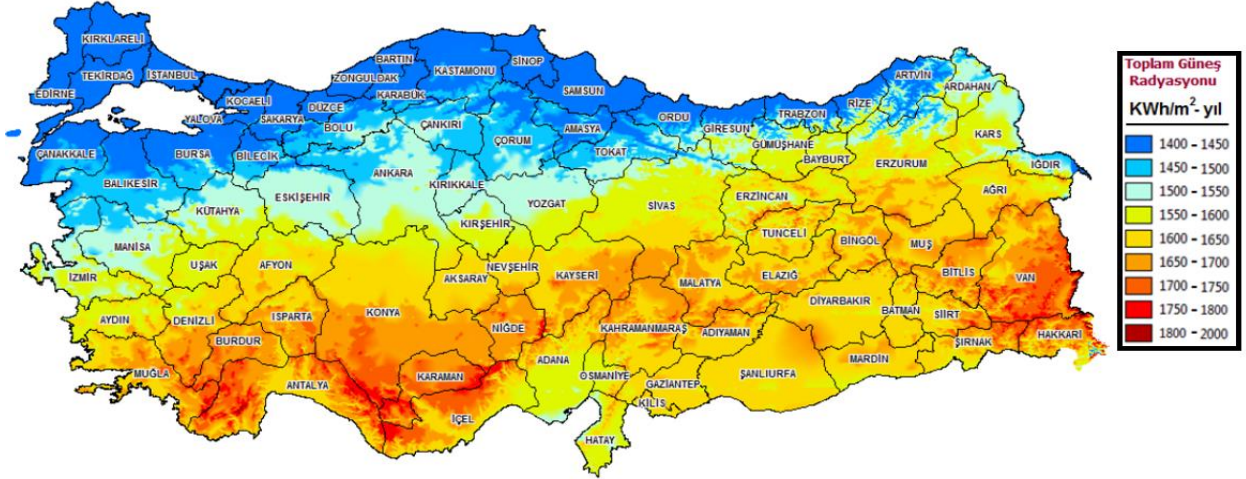 KIRKLARELİ
TEKİRDAĞ
İSTANBUL
EDİRNE
KOCAELİ
YALOVA
SAKARYA
DÜZCE
BOLU
ZONGULDAK
BARTIN
KARABÜK
KASTAMONU
SİNOP
SAMSUN
ÇANKIRI
ÇORUM
AMASYA
TOKAT
ORDU
GİRESUN
TRABZON
RİZE
ARTVİN
ARDAHAN
KARS
GÜMÜŞHANE
BAYBURT
ERZURUM
IĞDIR
AĞRI
ÇANAKKALE
BURSA
BİLECİK
BALIKESİR
KÜTAHYA
ESKİŞEHİR
ANKARA
KIRIKKALE
YOZGAT
KIRŞEHİR
SİVAS
ERZİNCAN
TUNCELİ
BİNGÖL
MUŞ
BİTLİS
VAN
MANİSA
İZMİR
UŞAK
AFYON
AKSARAY
NEVŞEHİR
KAYSERİ
MALATYA
ELAZIĞ
DİYARBAKIR
BATMAN
SİİRT
ŞIRNAK
HAKKARİ
AYDIN
DENİZLİ
ISPARTA
BURDUR
KONYA
NİĞDE
KAHRAMANMARAŞ
ADIYAMAN
MARDİN
MUĞLA
ANTALYA
KARAMAN
İÇEL
ADANA
OSMANİYE
GAZİANTEP
KİLİS
ŞANLIURFA
HATAY
Toplam Güneş
Radyasyonu
KWh/m²- yıl
1400 - 1450
1450 - 1500
1500 - 1550
1550 - 1600
1600 - 1650
1650 - 1700
1700 - 1750
1750 - 1800
1800 - 2000